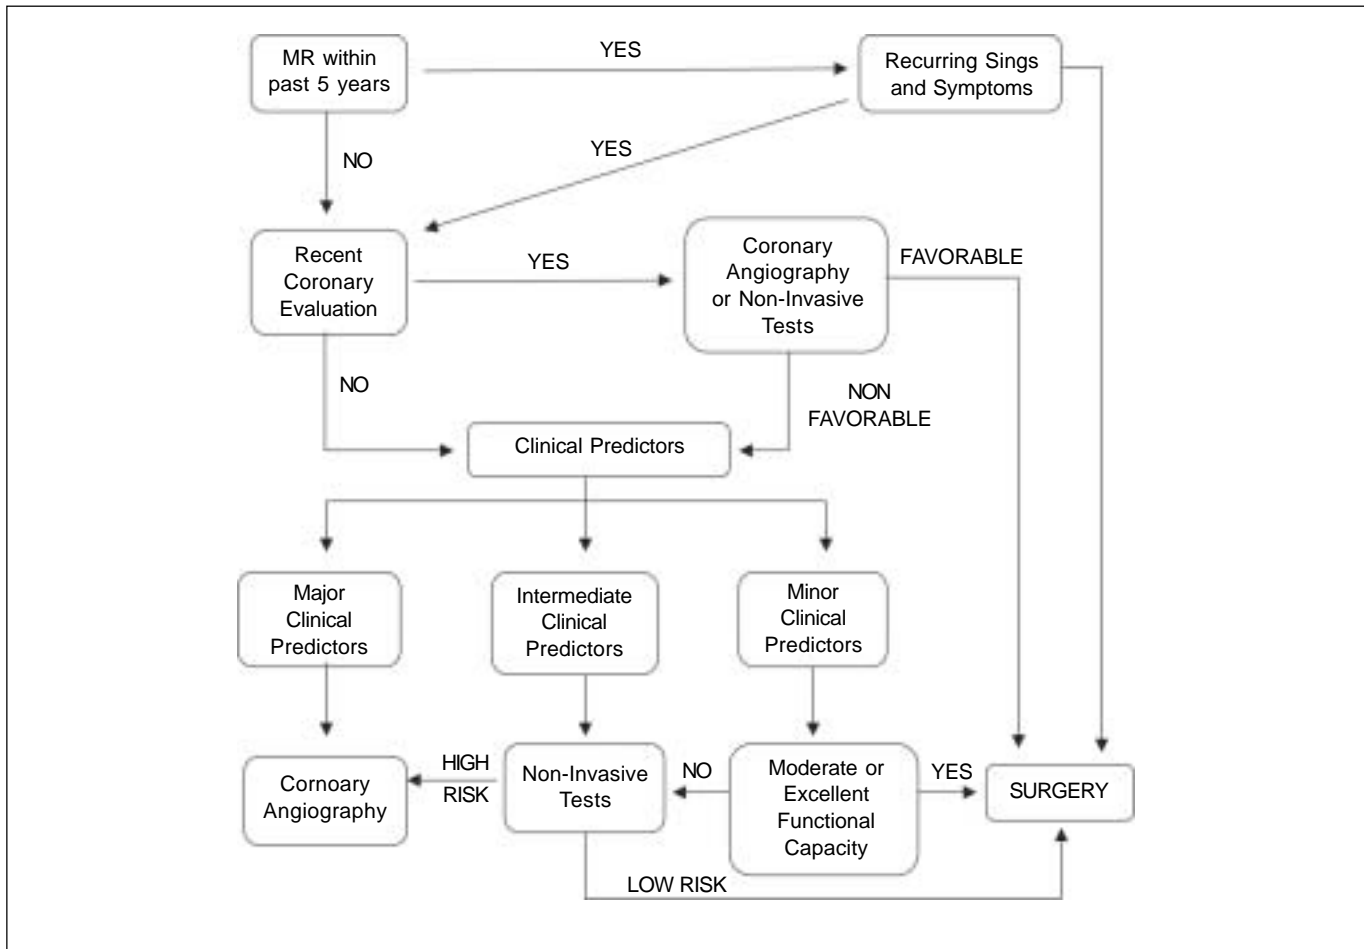 MR within
past 5 years
YES
Recurring Sings
and Symptoms
NO
YES
Recent
Coronary
Evaluation
YES
Coronary
Angiography
or Non-Invasive
Tests
FAVORABLE
NO
NON
FAVORABLE
Clinical Predictors
Major
Clinical
Predictors
Intermediate
Clinical
Predictors
Minor
Clinical
Predictors
Cornoary
Angiography
HIGH
RISK
Non-Invasive
Tests
NO
Moderate or
Excellent
Functional
Capacity
YES
SURGERY
LOW RISK